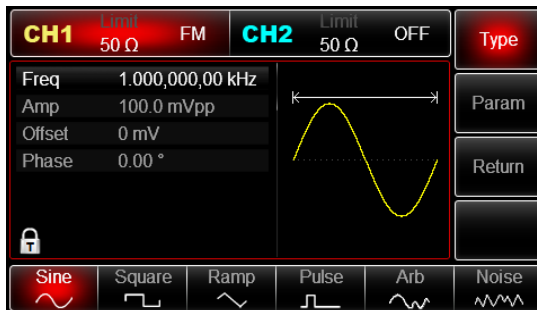 CH1 Limit 50 Ω FM CH2 Limit 50 Ω OFF Type
Freq 1.000,000,00 kHz
Amp 100.0 mVpp
Param
Offset 0 mV
Phase 0.00 °
Return
T
Sine Square Ramp Pulse Arb Noise